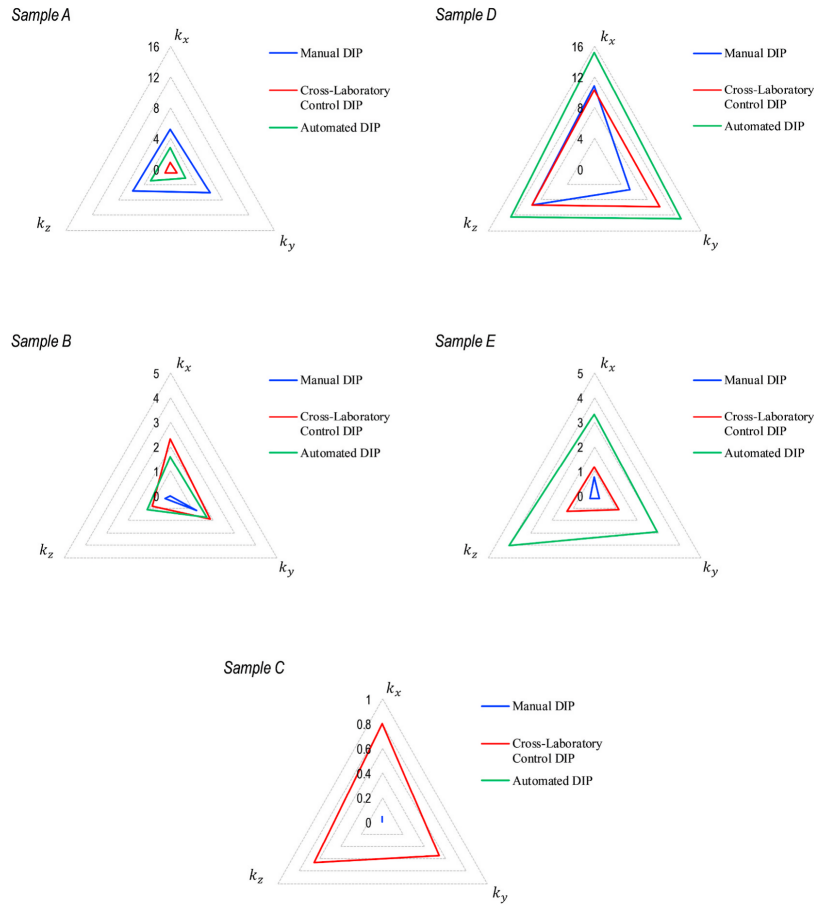 Sample A
k_x
16
12
8
4
0
k_z
k_y
Manual DIP
Cross-Laboratory
Control DIP
Automated DIP
Sample D
k_x
16
12
8
4
0
k_z
k_y
Manual DIP
Cross-Laboratory
Control DIP
Automated DIP
Sample B
k_x
5
4
3
2
1
0
k_z
k_y
Manual DIP
Cross-Laboratory
Control DIP
Automated DIP
Sample E
k_x
5
4
3
2
1
0
k_z
k_y
Manual DIP
Cross-Laboratory
Control DIP
Automated DIP
Sample C
k_x
1
0.8
0.6
0.4
0.2
0
k_z
k_y
Manual DIP
Cross-Laboratory
Control DIP
Automated DIP